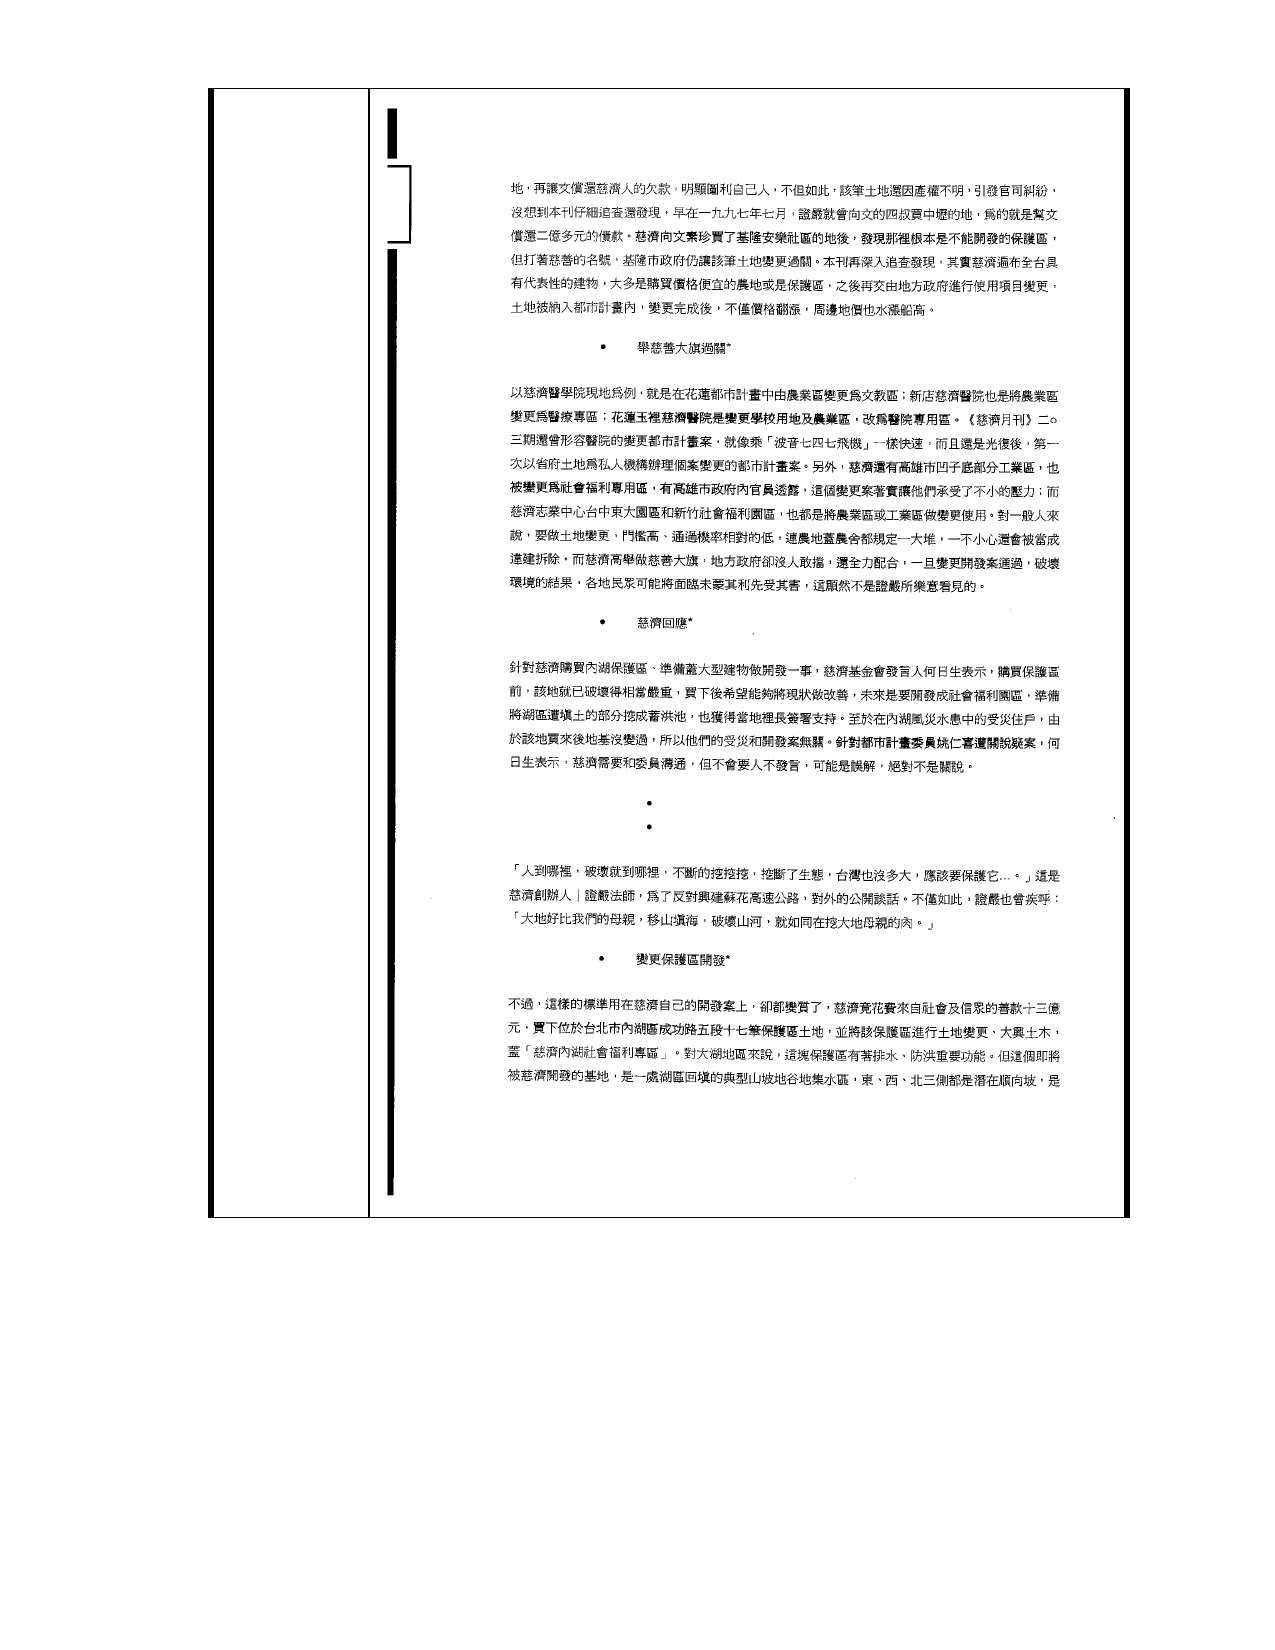 地，再讓文償還慈濟人的欠款，明顯圖利自己人，不但如此，該筆土地還因產權不明，引發官司糾紛，
沒想到本刊仔細追查還發現，早在一九九七年七月，證嚴就曾向文的四叔買中壢的地，為的就是幫文
償還二億多元的債款。慈濟向文素珍買了基隆安樂社區的地後，發現那裡根本是不能開發的保護區，
但打著慈善的名號，基隆市政府仍讓該筆土地變更過關。本刊再深入追查發現，其實慈濟遍布全台具
有代表性的建物，大多是購買價格便宜的農地或是保護區，之後再交由地方政府進行使用項目變更，
土地被納入都市計畫內，變更完成後，不僅價格翻漲，周邊地價也水漲船高。
• 舉慈善大旗過關*
以慈濟醫學院現地為例，就是在花蓮都市計畫中由農業區變更為文教區；新店慈濟醫院也是將農業區
變更為醫療專區；花蓮玉裡慈濟醫院是變更學校用地及農業區，改為醫院專用區。《慈濟月刊》二○
三期還曾形容醫院的變更都市計畫案，就像乘「波音七四七飛機」一樣快速，而且還是光復後，第一
次以省府土地為私人機構辦理個案變更的都市計畫案。另外，慈濟還有高雄市凹子底部分工業區，也
被變更為社會福利專用區，有高雄市政府內官員透露，這個變更案著實讓他們承受了不小的壓力；而
慈濟志業中心台中東大園區和新竹社會福利園區，也都是將農業區或工業區做變更使用。對一般人來
說，要做土地變更，門檻高、通過機率相對的低，連農地蓋農舍都規定一大堆，一不小心還會被當成
違建拆除。而慈濟高舉做慈善大旗，地方政府卻沒人敢擋，還全力配合，一旦變更開發案通過，破壞
環境的結果，各地民眾可能將面臨未蒙其利先受其害，這顯然不是證嚴所樂意看見的。
• 慈濟回應*
針對慈濟購買內湖保護區、準備蓋大型建物做開發一事，慈濟基金會發言人何日生表示，購買保護區
前，該地就已破壞得相當嚴重，買下後希望能夠將現狀做改善，未來是要開發成社會福利園區，準備
將湖區遭填土的部分挖成蓄洪池，也獲得當地裡長簽署支持。至於在內湖風災水患中的受災住戶，由
於該地買來後地基沒變過，所以他們的受災和開發案無關。針對都市計畫委員姚仁喜遭關說疑案，何
日生表示，慈濟需要和委員溝通，但不會要人不發言，可能是誤解，絕對不是關說。
•
•
「人到哪裡，破壞就到哪裡，不斷的挖挖挖，挖斷了生態，台灣也沒多大，應該要保護它…。」這是
慈濟創辦人｜證嚴法師，為了反對興建蘇花高速公路，對外的公開談話。不僅如此，證嚴也曾疾呼：
「大地好比我們的母親，移山填海，破壞山河，就如同在挖大地母親的肉。」
• 變更保護區開發*
不過，這樣的標準用在慈濟自己的開發案上，卻都變質了，慈濟竟花費來自社會及信眾的善款十三億
元，買下位於台北市內湖區成功路五段十七筆保護區土地，並將該保護區進行土地變更、大興土木，
蓋「慈濟內湖社會福利專區」。對大湖地區來說，這塊保護區有著排水、防洪重要功能。但這個即將
被慈濟開發的基地，是一處湖區回填的典型山坡地谷地集水區，東、西、北三側都是潛在順向坡，是